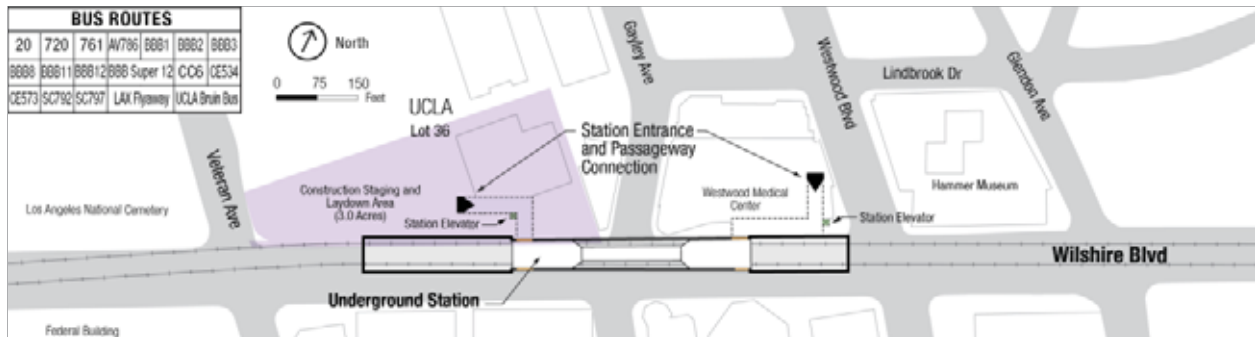 BUS ROUTES
20 720 761 AV786 BBB1 BBB2 BBB3
BBB8 BBB11 BBB12 BBB Super 12 CC6 CE534
CE573 SC792 SC797 LAX Flyaway UCLA Bruin Bus
North
0 75 150
Feet
UCLA
Lot 36
Gayley Ave
Westwood Blvd
Lindbrook Dr
Glendon Ave
Veteran Ave
Station Entrance
and Passageway
Connection
Construction Staging and
Laydown Area
(3.0 Acres)
Station Elevator
Los Angeles National Cemetery
Westwood Medical
Center
Hammer Museum
Station Elevator
Wilshire Blvd
Underground Station
Federal Building